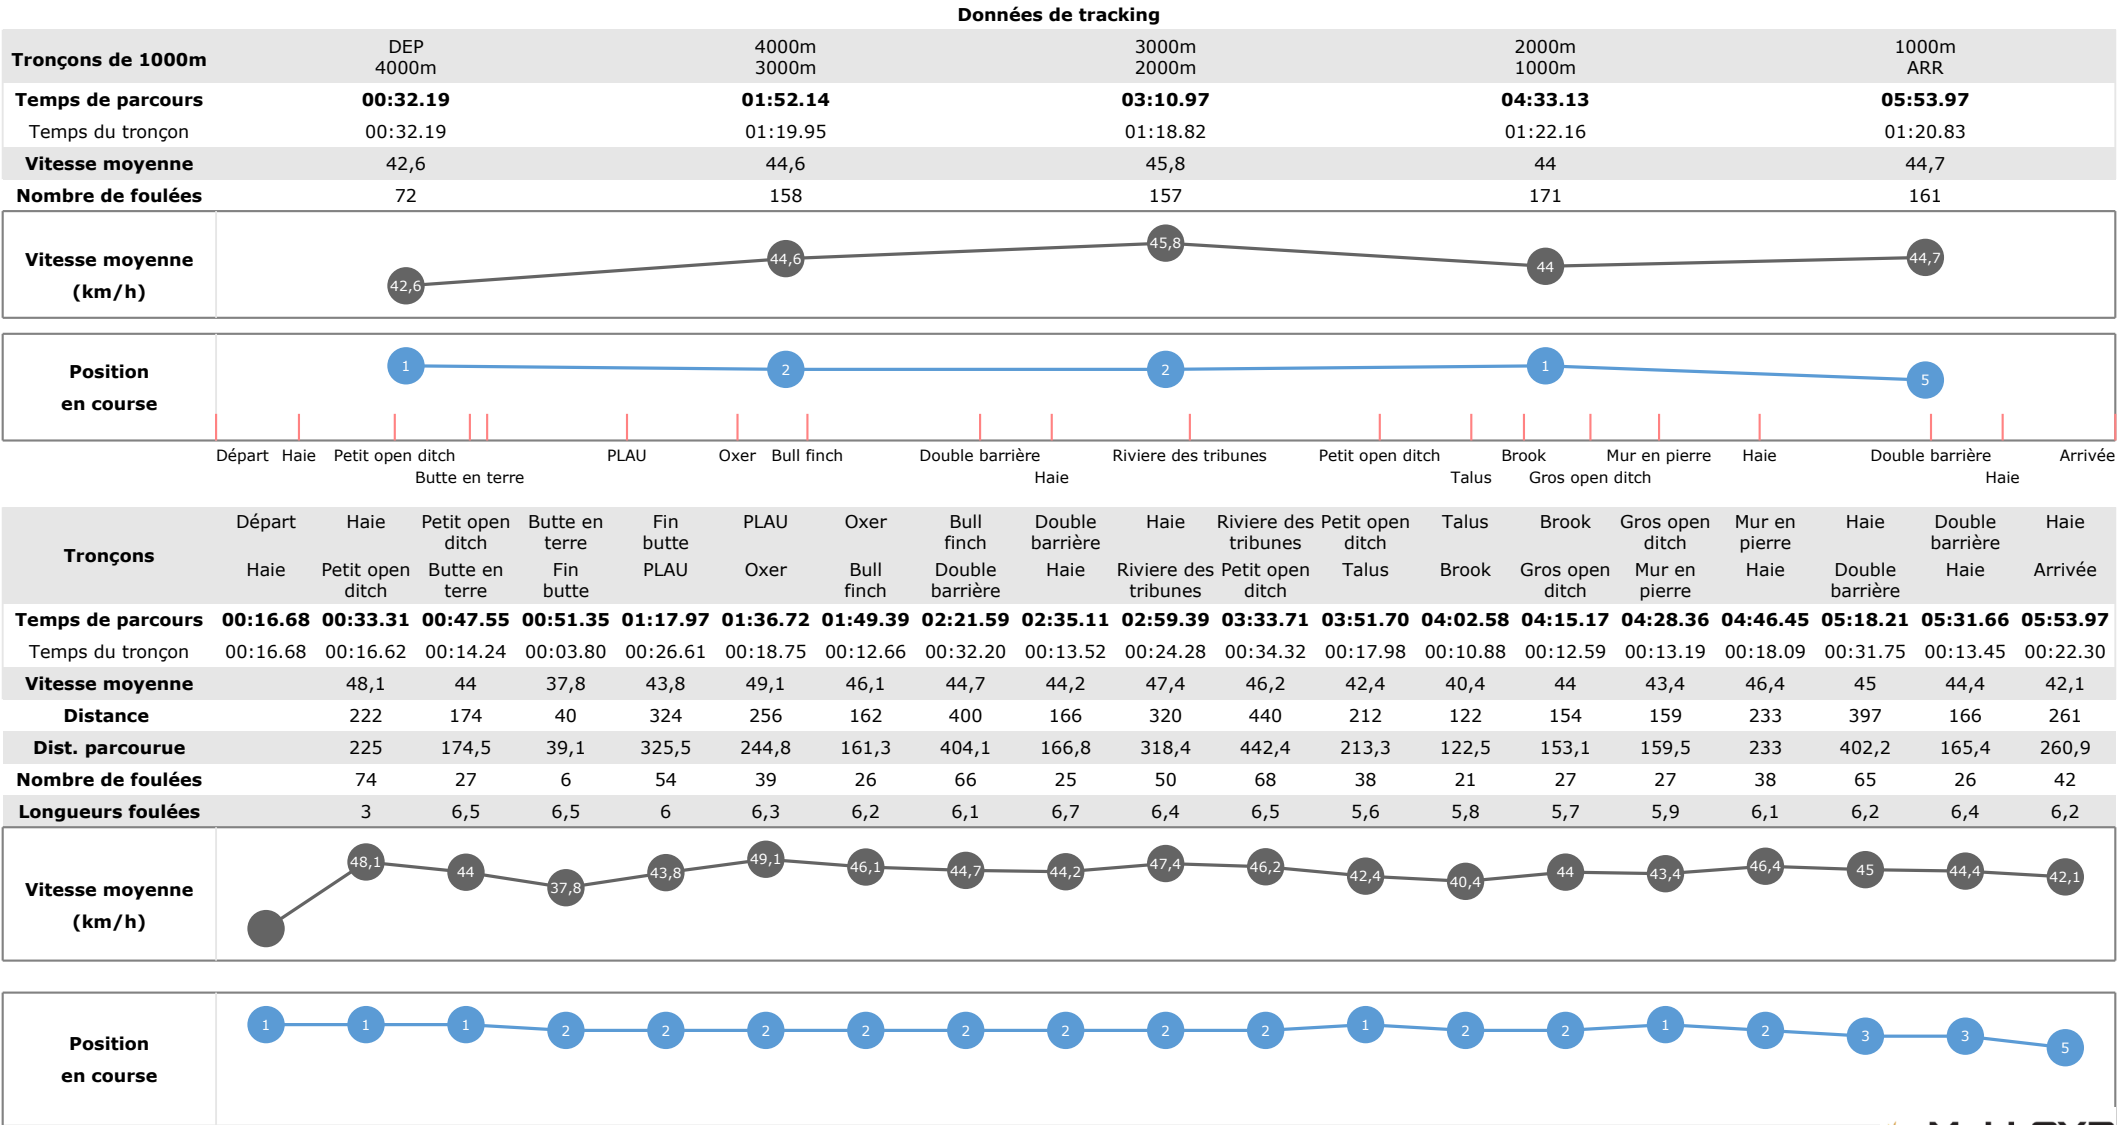 Données de tracking
Tronçons de 1000m DEP 4000m 3000m 2000m 1000m
4000m 3000m 2000m 1000m ARR
Temps de parcours 00:32.19 01:52.14 03:10.97 04:33.13 05:53.97
Temps du tronçon 00:32.19 01:19.95 01:18.82 01:22.16 01:20.83
Vitesse moyenne 42,6 44,6 45,8 44 44,7
Nombre de foulées 72 158 157 171 161
Vitesse moyenne
(km/h)
42,6 44,6 45,8 44 44,7
Position
en course
1 2 2 1 5
Départ Haie Petit open ditch PLAU Oxer Bull finch Double barrière Riviere des tribunes Petit open ditch Brook Mur en pierre Haie Double barrière Arrivée
Butte en terre Haie Talus Gros open ditch Haie
Tronçons
Départ Haie Petit open Butte en Fin PLAU Oxer Bull Double Haie Riviere des Petit open Talus Brook Gros open Mur en Haie Double Haie
ditch terre butte finch barrière tribunes ditch ditch pierre barrière
Haie Petit open Butte en Fin PLAU Oxer Bull Double Haie Riviere des Petit open Talus Brook Gros open Mur en Haie Double Haie Arrivée
ditch terre butte finch barrière tribunes ditch ditch pierre barrière
Temps de parcours 00:16.68 00:33.31 00:47.55 00:51.35 01:17.97 01:36.72 01:49.39 02:21.59 02:35.11 02:59.39 03:33.71 03:51.70 04:02.58 04:15.17 04:28.36 04:46.45 05:18.21 05:31.66 05:53.97
Temps du tronçon 00:16.68 00:16.62 00:14.24 00:03.80 00:26.61 00:18.75 00:12.66 00:32.20 00:13.52 00:24.28 00:34.32 00:17.98 00:10.88 00:12.59 00:13.19 00:18.09 00:31.75 00:13.45 00:22.30
Vitesse moyenne 48,1 44 37,8 43,8 49,1 46,1 44,7 44,2 47,4 46,2 42,4 40,4 44 43,4 46,4 45 44,4 42,1
Distance 222 174 40 324 256 162 400 166 320 440 212 122 154 159 233 397 166 261
Dist. parcourue 225 174,5 39,1 325,5 244,8 161,3 404,1 166,8 318,4 442,4 213,3 122,5 153,1 159,5 233 402,2 165,4 260,9
Nombre de foulées 74 27 6 54 39 26 66 25 50 68 38 21 27 27 38 65 26 42
Longueurs foulées 3 6,5 6,5 6 6,3 6,2 6,1 6,7 6,4 6,5 5,6 5,8 5,7 5,9 6,1 6,2 6,4 6,2
Vitesse moyenne
(km/h)
48,1 44 37,8 43,8 49,1 46,1 44,7 44,2 47,4 46,2 42,4 40,4 44 43,4 46,4 45 44,4 42,1
Position
en course
1 1 1 2 2 2 2 2 2 2 2 1 2 2 1 2 3 3 5